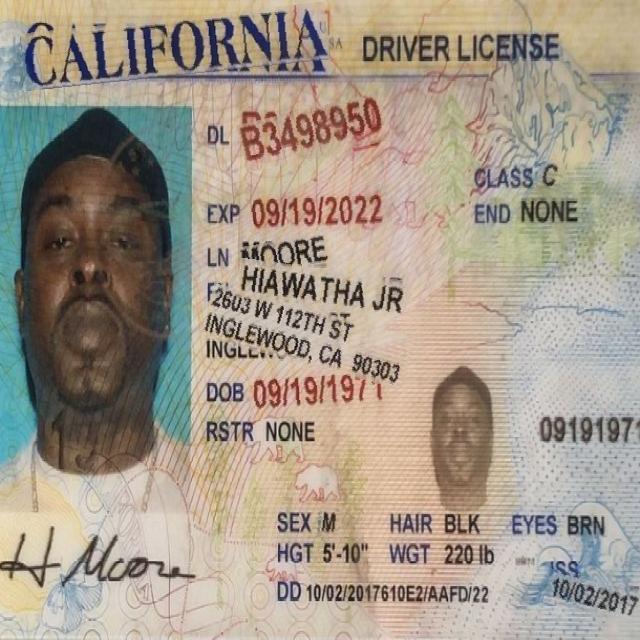 CALIFORNIA DRIVER LICENSE
DL B3498950
CLASS C
EXP 09/19/2022
END NONE
LN MOORE
HIAWATHA JR
2603 W 112TH ST
INGLEWOOD, CA 90303
DOB 09/19/1971
RSTR NONE
09191971
SEX M HAIR BLK EYES BRN
HGT 5'-10" WGT 220 lb
ISS
DD 10/02/2017610E2/AAFD/22
10/02/2017
H Moore